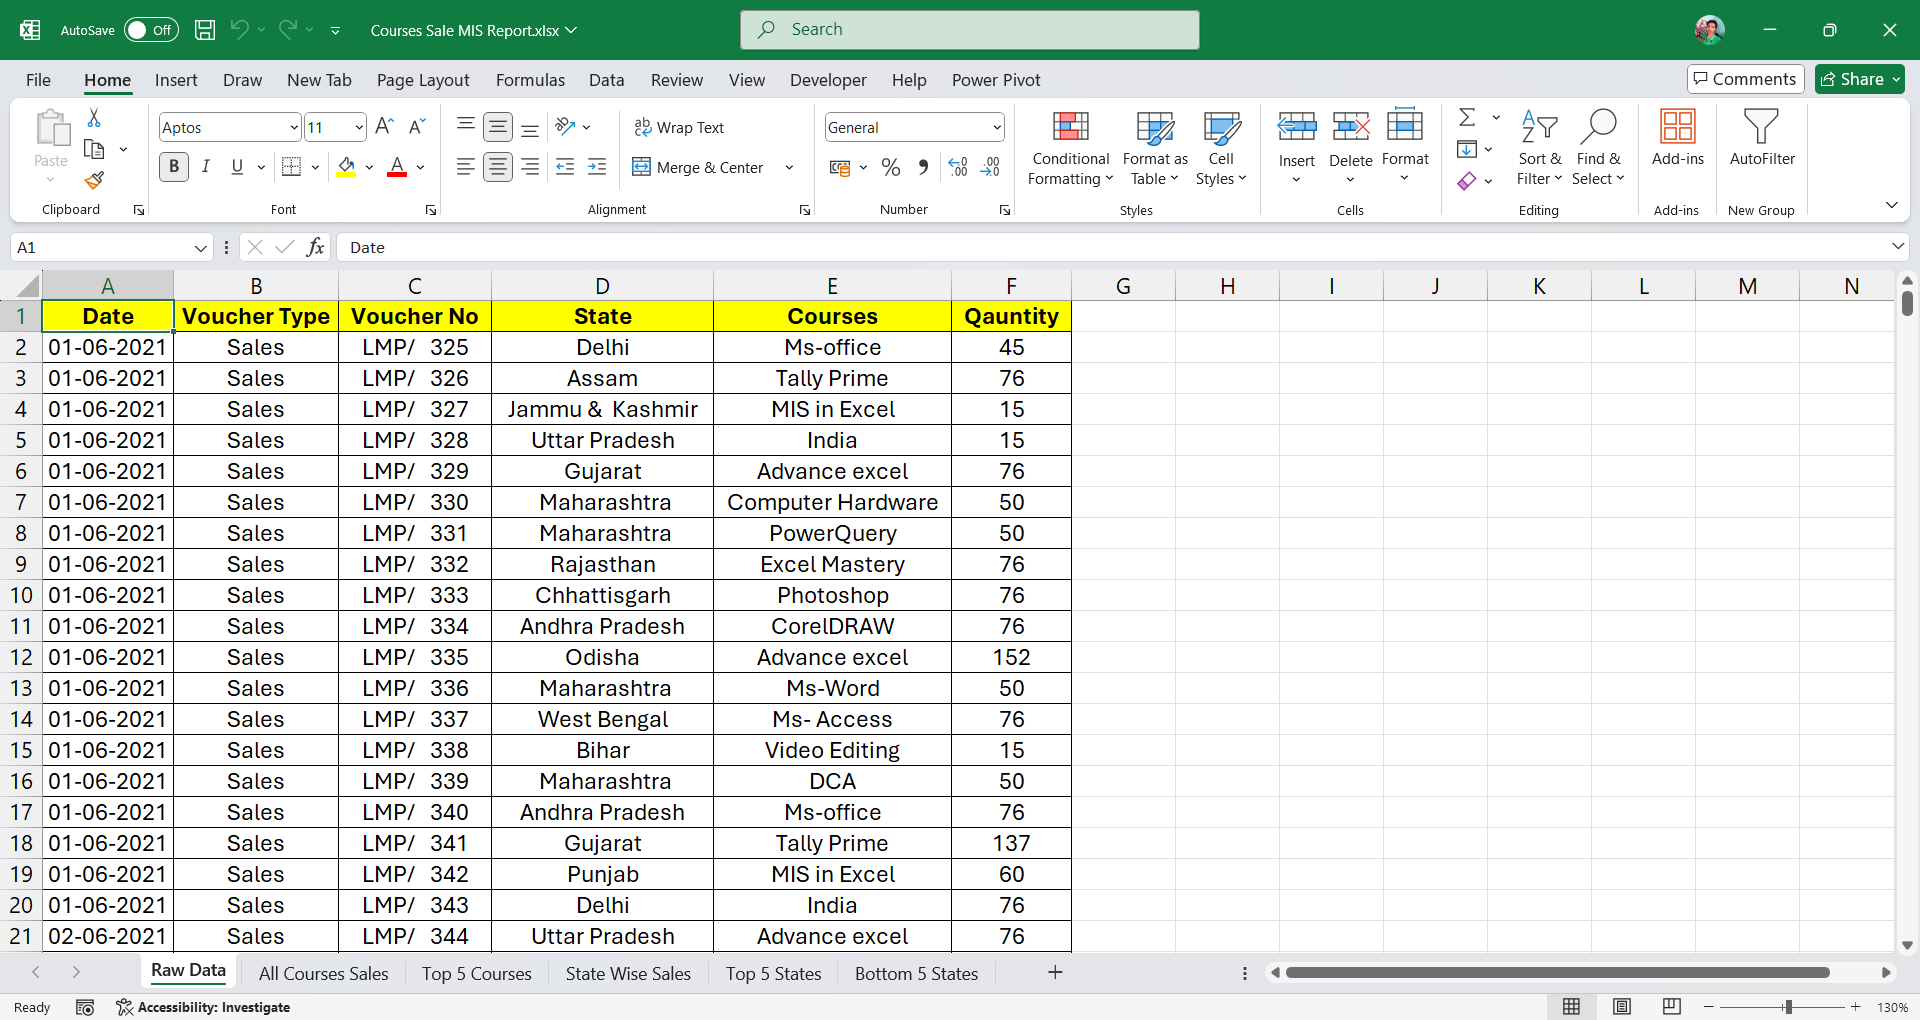 AutoSave Off Courses Sale MIS Report.xlsx Search
File Home Insert Draw New Tab Page Layout Formulas Data Review View Developer Help Power Pivot Comments Share
Paste Aptos 11 B I U A Wrap Text Merge & Center General % Conditional Formatting Format as Table Cell Styles Insert Delete Format Sort & Filter Find & Select Add-ins AutoFilter
Clipboard Font Alignment Number Styles Cells Editing Add-ins New Group
A1 fx Date
A B C D E F G H I J K L M N
1 Date Voucher Type Voucher No State Courses Qauntity
2 01-06-2021 Sales LMP/ 325 Delhi Ms-office 45
3 01-06-2021 Sales LMP/ 326 Assam Tally Prime 76
4 01-06-2021 Sales LMP/ 327 Jammu & Kashmir MIS in Excel 15
5 01-06-2021 Sales LMP/ 328 Uttar Pradesh India 15
6 01-06-2021 Sales LMP/ 329 Gujarat Advance excel 76
7 01-06-2021 Sales LMP/ 330 Maharashtra Computer Hardware 50
8 01-06-2021 Sales LMP/ 331 Maharashtra PowerQuery 50
9 01-06-2021 Sales LMP/ 332 Rajasthan Excel Mastery 76
10 01-06-2021 Sales LMP/ 333 Chhattisgarh Photoshop 76
11 01-06-2021 Sales LMP/ 334 Andhra Pradesh CorelDRAW 76
12 01-06-2021 Sales LMP/ 335 Odisha Advance excel 152
13 01-06-2021 Sales LMP/ 336 Maharashtra Ms-Word 50
14 01-06-2021 Sales LMP/ 337 West Bengal Ms- Access 76
15 01-06-2021 Sales LMP/ 338 Bihar Video Editing 15
16 01-06-2021 Sales LMP/ 339 Maharashtra DCA 50
17 01-06-2021 Sales LMP/ 340 Andhra Pradesh Ms-office 76
18 01-06-2021 Sales LMP/ 341 Gujarat Tally Prime 137
19 01-06-2021 Sales LMP/ 342 Punjab MIS in Excel 60
20 01-06-2021 Sales LMP/ 343 Delhi India 76
21 02-06-2021 Sales LMP/ 344 Uttar Pradesh Advance excel 76
Raw Data All Courses Sales Top 5 Courses State Wise Sales Top 5 States Bottom 5 States
Ready Accessibility: Investigate 130%